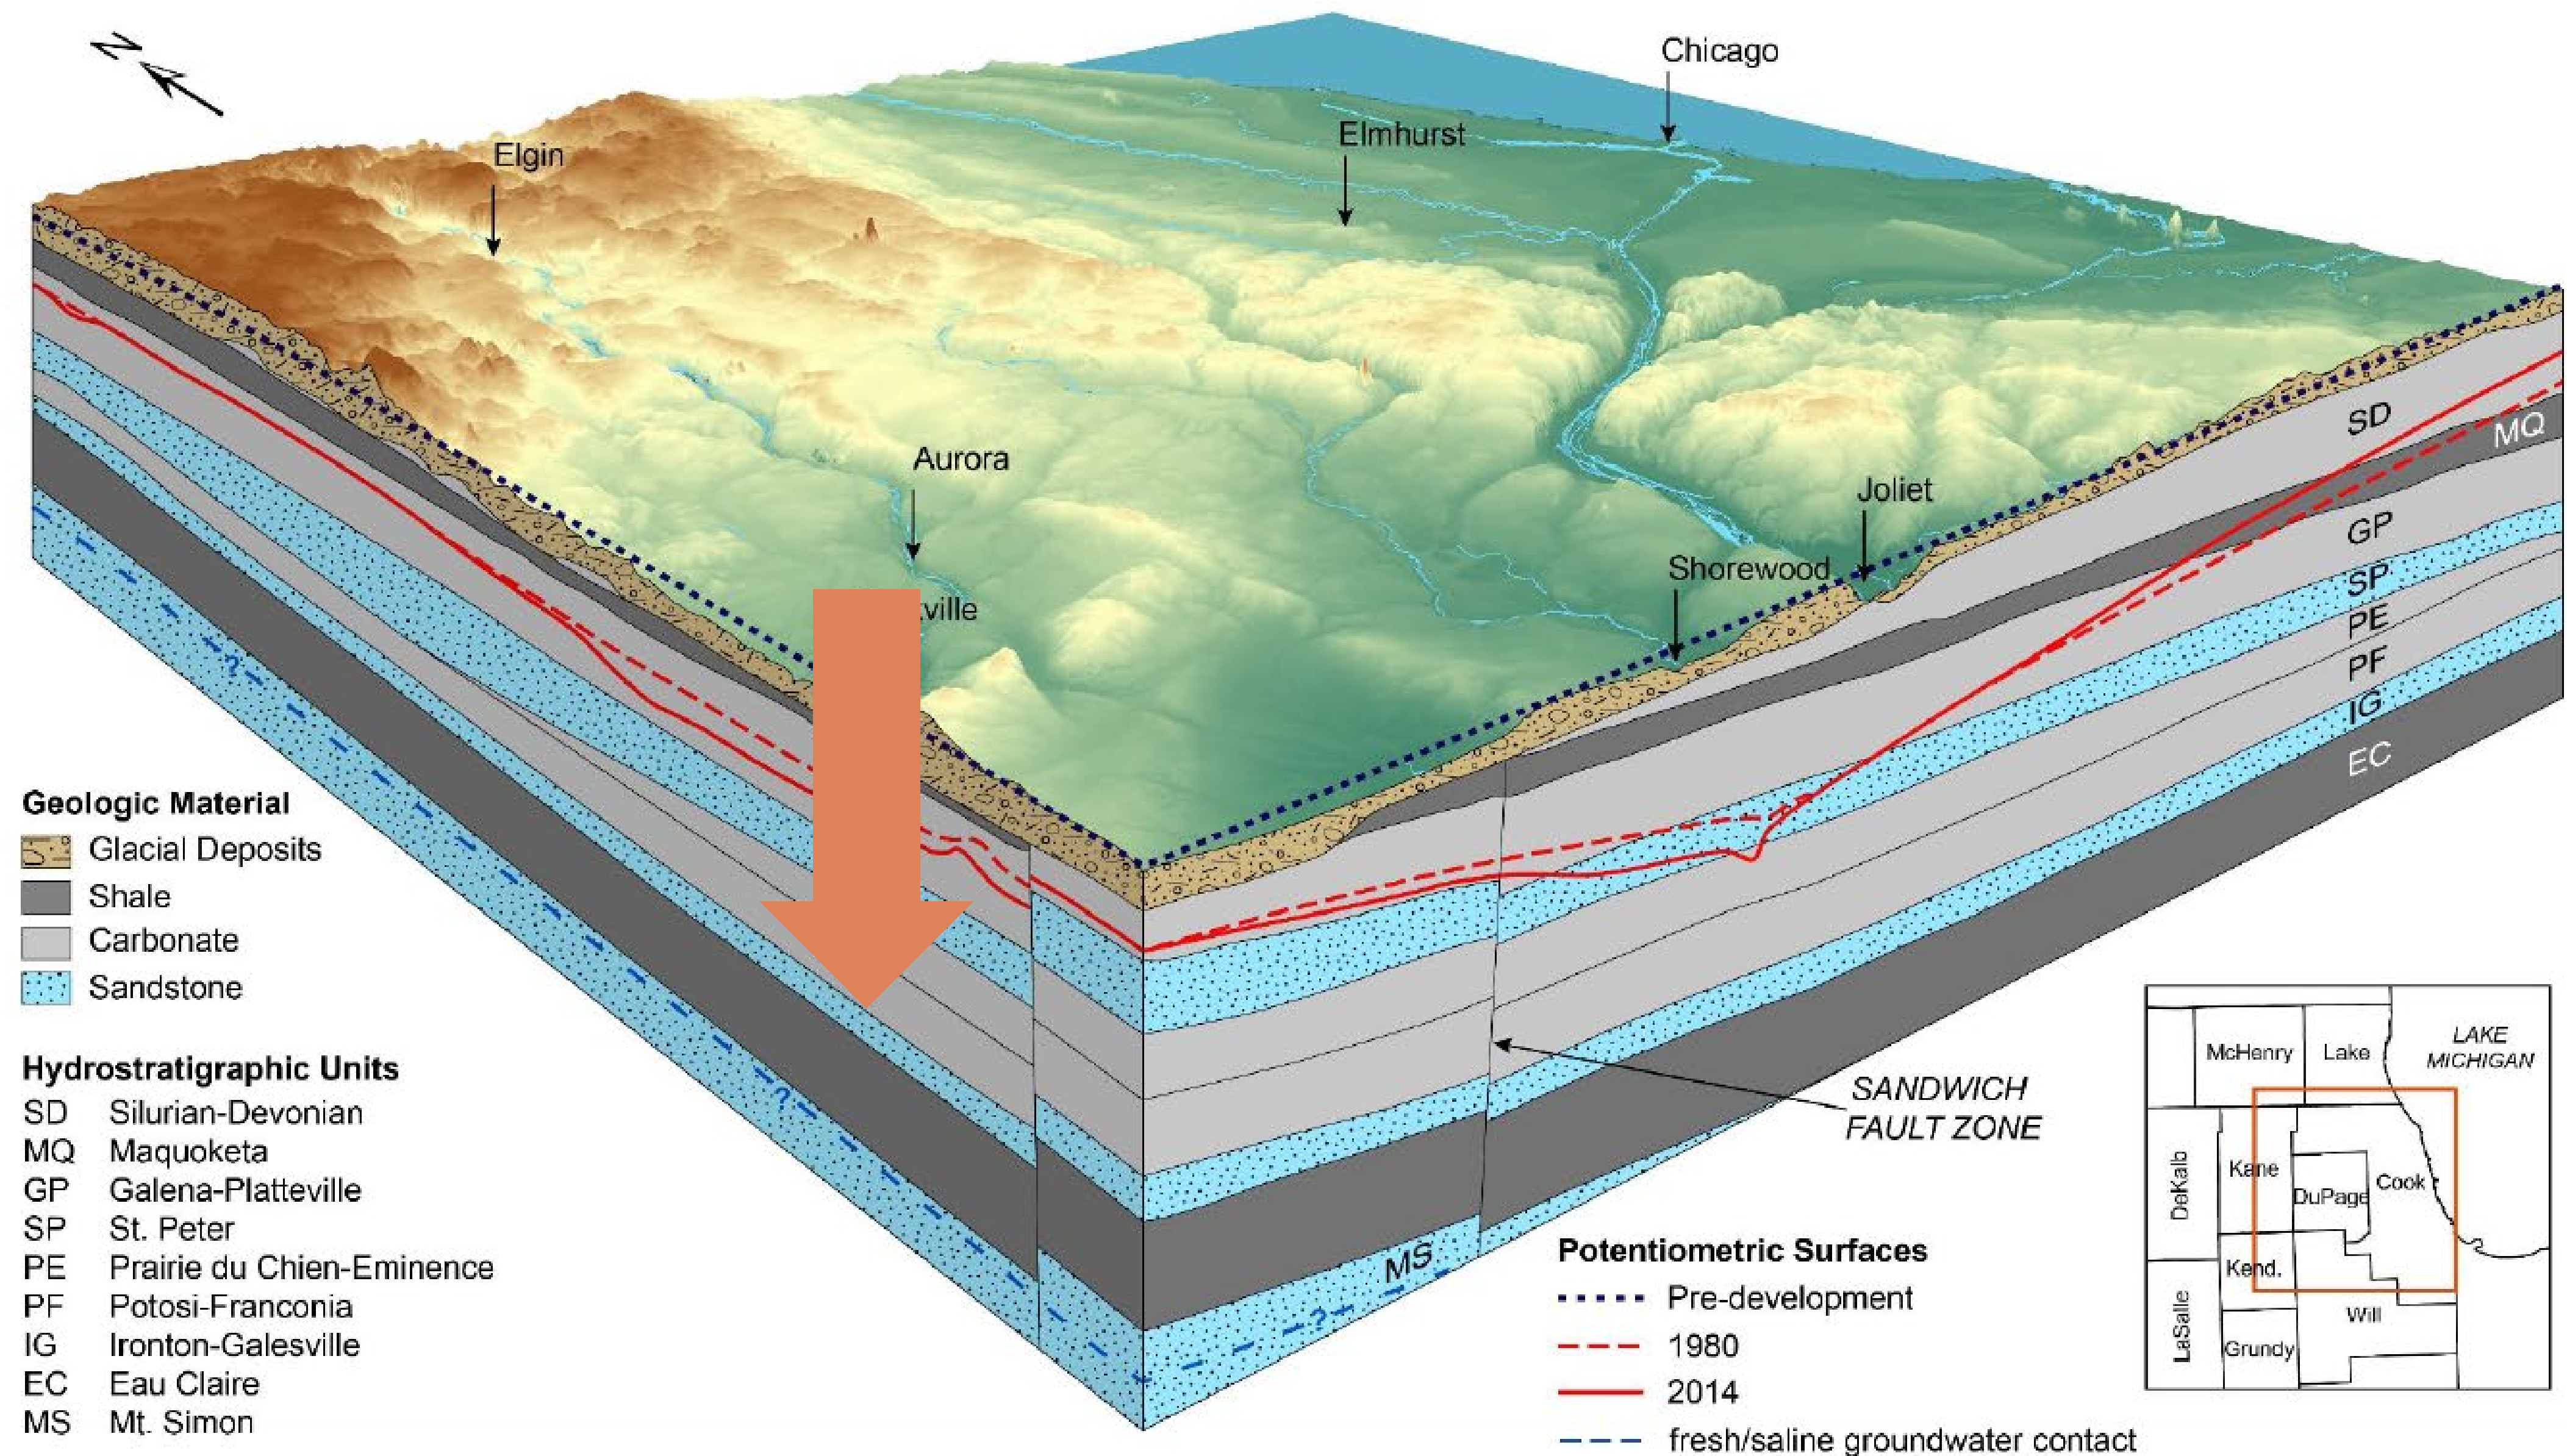 N
Chicago
Elmhurst
Elgin
Aurora
ville
Joliet
Shorewood
SD
MQ
GP
SP
PE
PF
IG
EC
MS
?
?
?
SANDWICH
FAULT ZONE
Geologic Material
Glacial Deposits
Shale
Carbonate
Sandstone
Hydrostratigraphic Units
SD Silurian-Devonian
MQ Maquoketa
GP Galena-Platteville
SP St. Peter
PE Prairie du Chien-Eminence
PF Potosi-Franconia
IG Ironton-Galesville
EC Eau Claire
MS Mt. Simon
Potentiometric Surfaces
Pre-development
1980
2014
fresh/saline groundwater contact
McHenry
Lake
LAKE
MICHIGAN
DeKalb
Kane
DuPage
Cook
Kend.
Will
LaSalle
Grundy